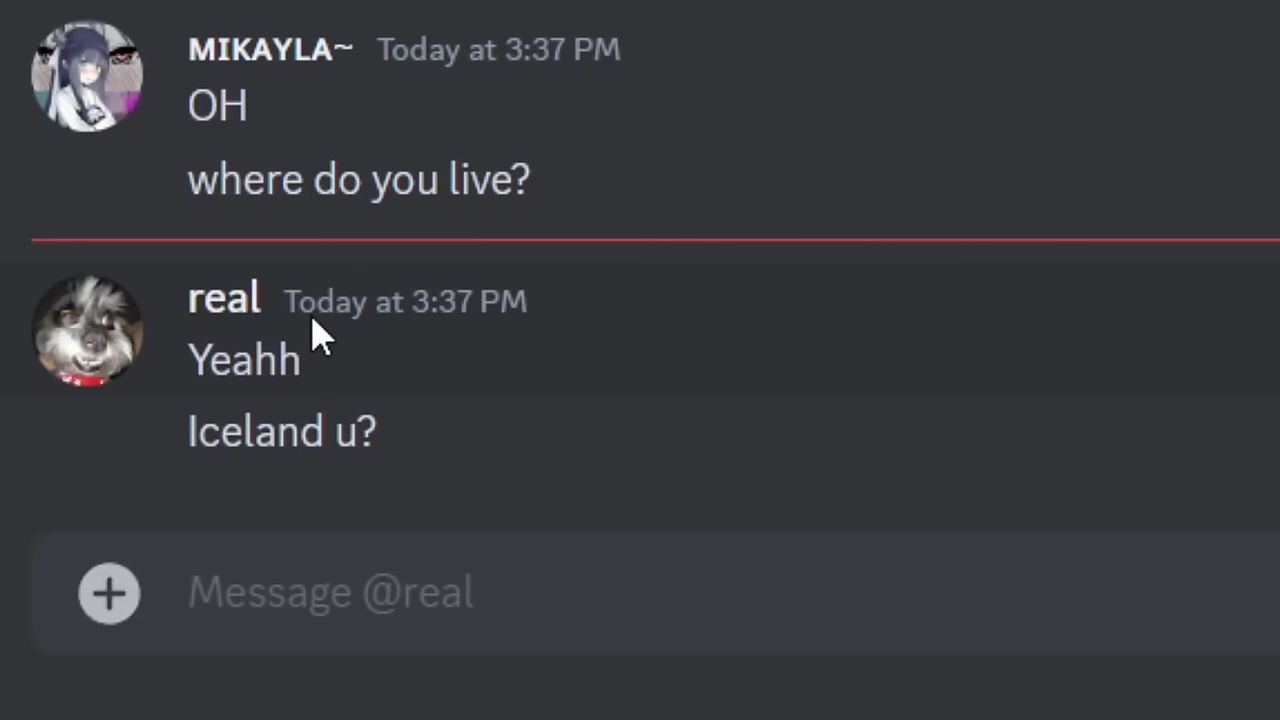 MIKAYLA~ Today at 3:37 PM
OH
where do you live?
real Today at 3:37 PM
Yeahh
Iceland u?
Message @real